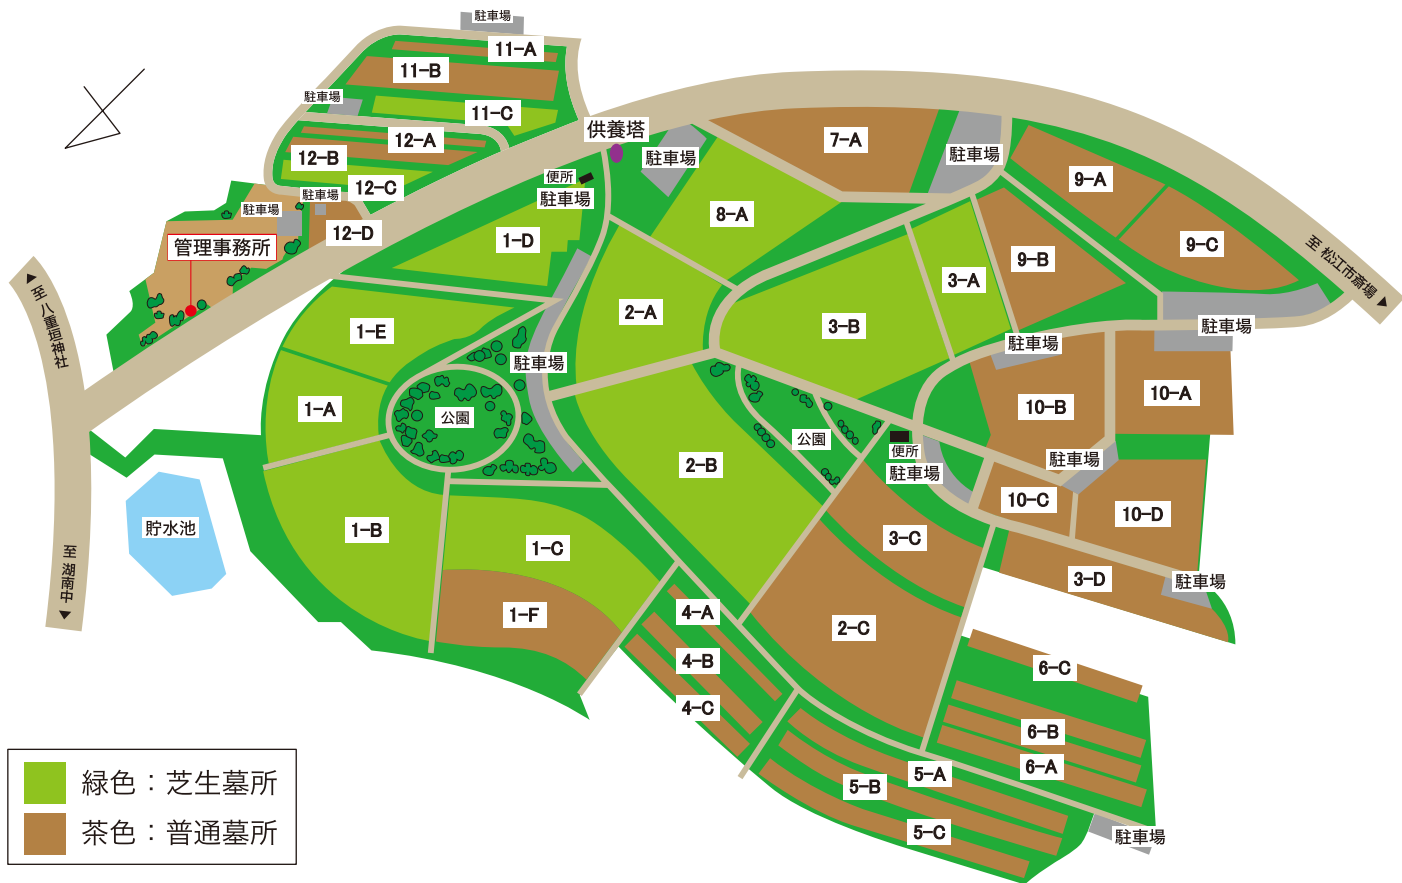 駐車場
11-A
11-B
駐車場
11-C
12-A
12-B
12-C
駐車場
駐車場
12-D
管理事務所
供養塔
駐車場
便所
駐車場
7-A
駐車場
8-A
9-A
9-B
9-C
1-D
2-A
3-A
3-B
至 松江市斎場
至 八重垣神社
1-E
駐車場
駐車場
駐車場
1-A
公園
10-A
10-B
公園
便所
駐車場
駐車場
2-B
10-C
10-D
貯水池
1-B
1-C
3-C
3-D
駐車場
至 湖南中
1-F
4-A
4-B
4-C
2-C
6-C
6-B
6-A
5-A
5-B
5-C
駐車場
緑色：芝生墓所
茶色：普通墓所